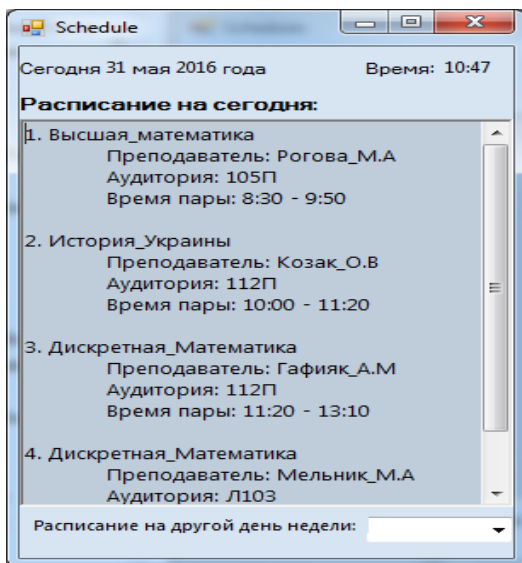 Schedule
Сегодня 31 мая 2016 года Время: 10:47
Расписание на сегодня:
1. Высшая_математика
Преподаватель: Рогова_М.А
Аудитория: 105П
Время пары: 8:30 - 9:50
2. История_Украины
Преподаватель: Козак_О.В
Аудитория: 112П
Время пары: 10:00 - 11:20
3. Дискретная_Математика
Преподаватель: Гафияк_А.М
Аудитория: 112П
Время пары: 11:20 - 13:10
4. Дискретная_Математика
Преподаватель: Мельник_М.А
Аудитория: Л103
Расписание на другой день недели: